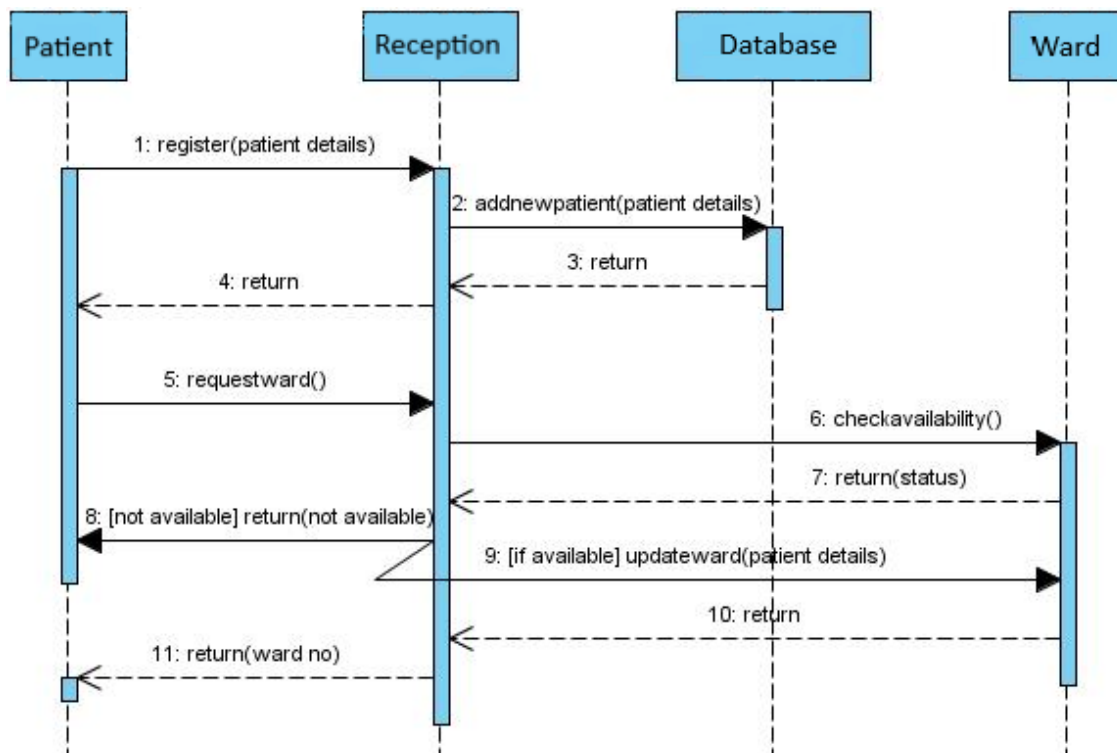 Patient
Reception
Database
Ward
1: register(patient details)
2: addnewpatient(patient details)
3: return
4: return
5: requestward()
6: checkavailability()
7: return(status)
8: [not available] return(not available)
9: [if available] updateward(patient details)
10: return
11: return(ward no)